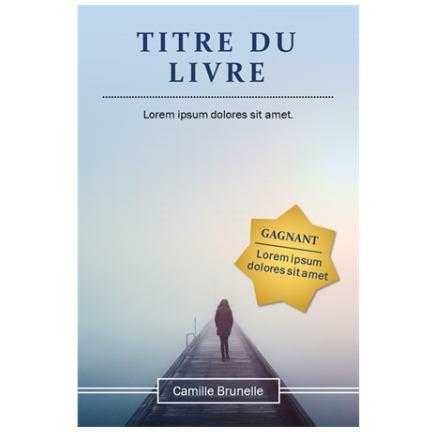 TITRE DU
LIVRE
Lorem ipsum dolores sit amet.
GAGNANT
Lorem ipsum
dolores sit amet
Camille Brunelle